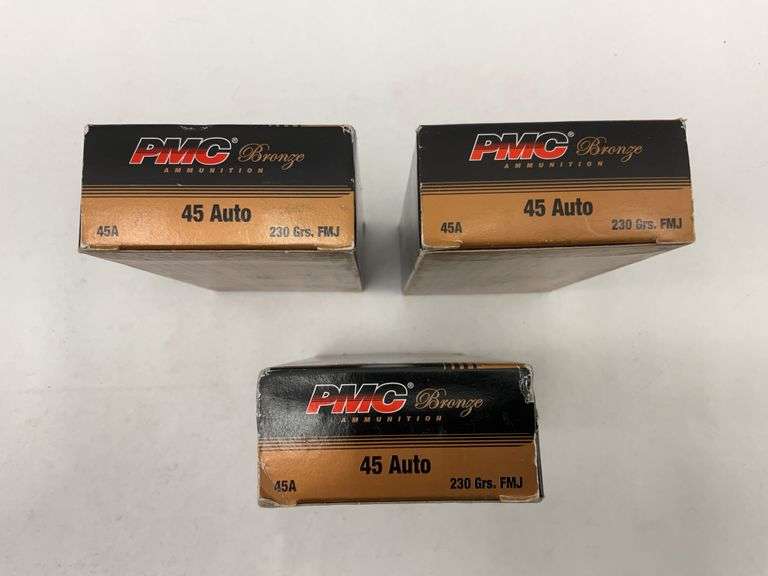 PMC® Bronze
AMMUNITION
45 Auto
45A 230 Grs. FMJ
PMC® Bronze
AMMUNITION
45 Auto
45A 230 Grs. FMJ
PMC® Bronze
AMMUNITION
45 Auto
45A 230 Grs. FMJ